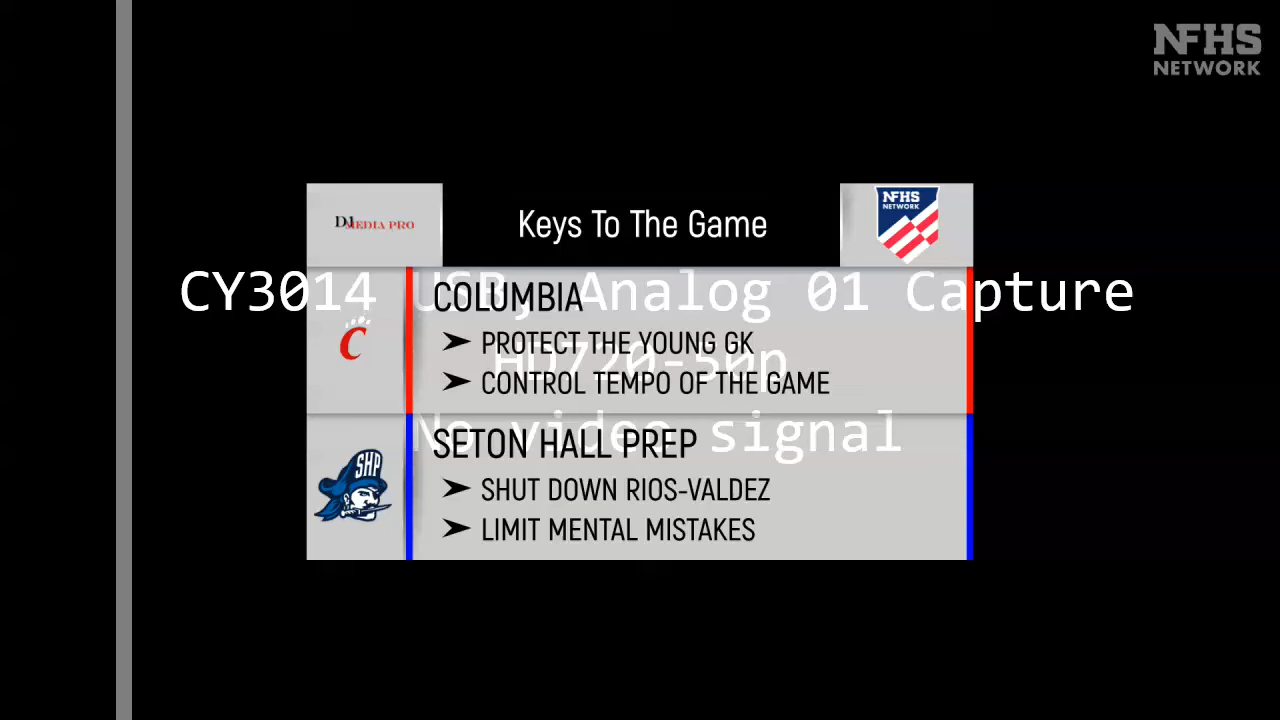 NFHS
NETWORK
DJ MEDIA PRO
Keys To The Game
NFHS
NETWORK
CY3014 USB, Analog 01 Capture
HD720-50p
No video signal
COLUMBIA
C
➤ PROTECT THE YOUNG GK
➤ CONTROL TEMPO OF THE GAME
SETON HALL PREP
SHP
➤ SHUT DOWN RIOS-VALDEZ
➤ LIMIT MENTAL MISTAKES